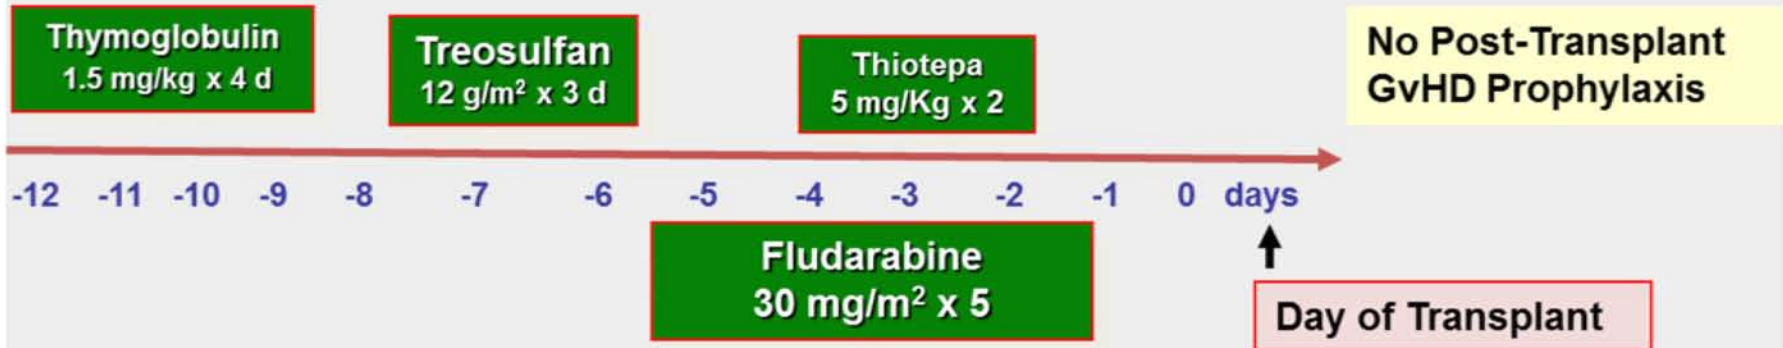 Thymoglobulin
1.5 mg/kg x 4 d
Treosulfan
12 g/m² x 3 d
Thiotepa
5 mg/Kg x 2
No Post-Transplant
GvHD Prophylaxis
-12 -11 -10 -9 -8 -7 -6 -5 -4 -3 -2 -1 0 days
Fludarabine
30 mg/m² x 5
Day of Transplant